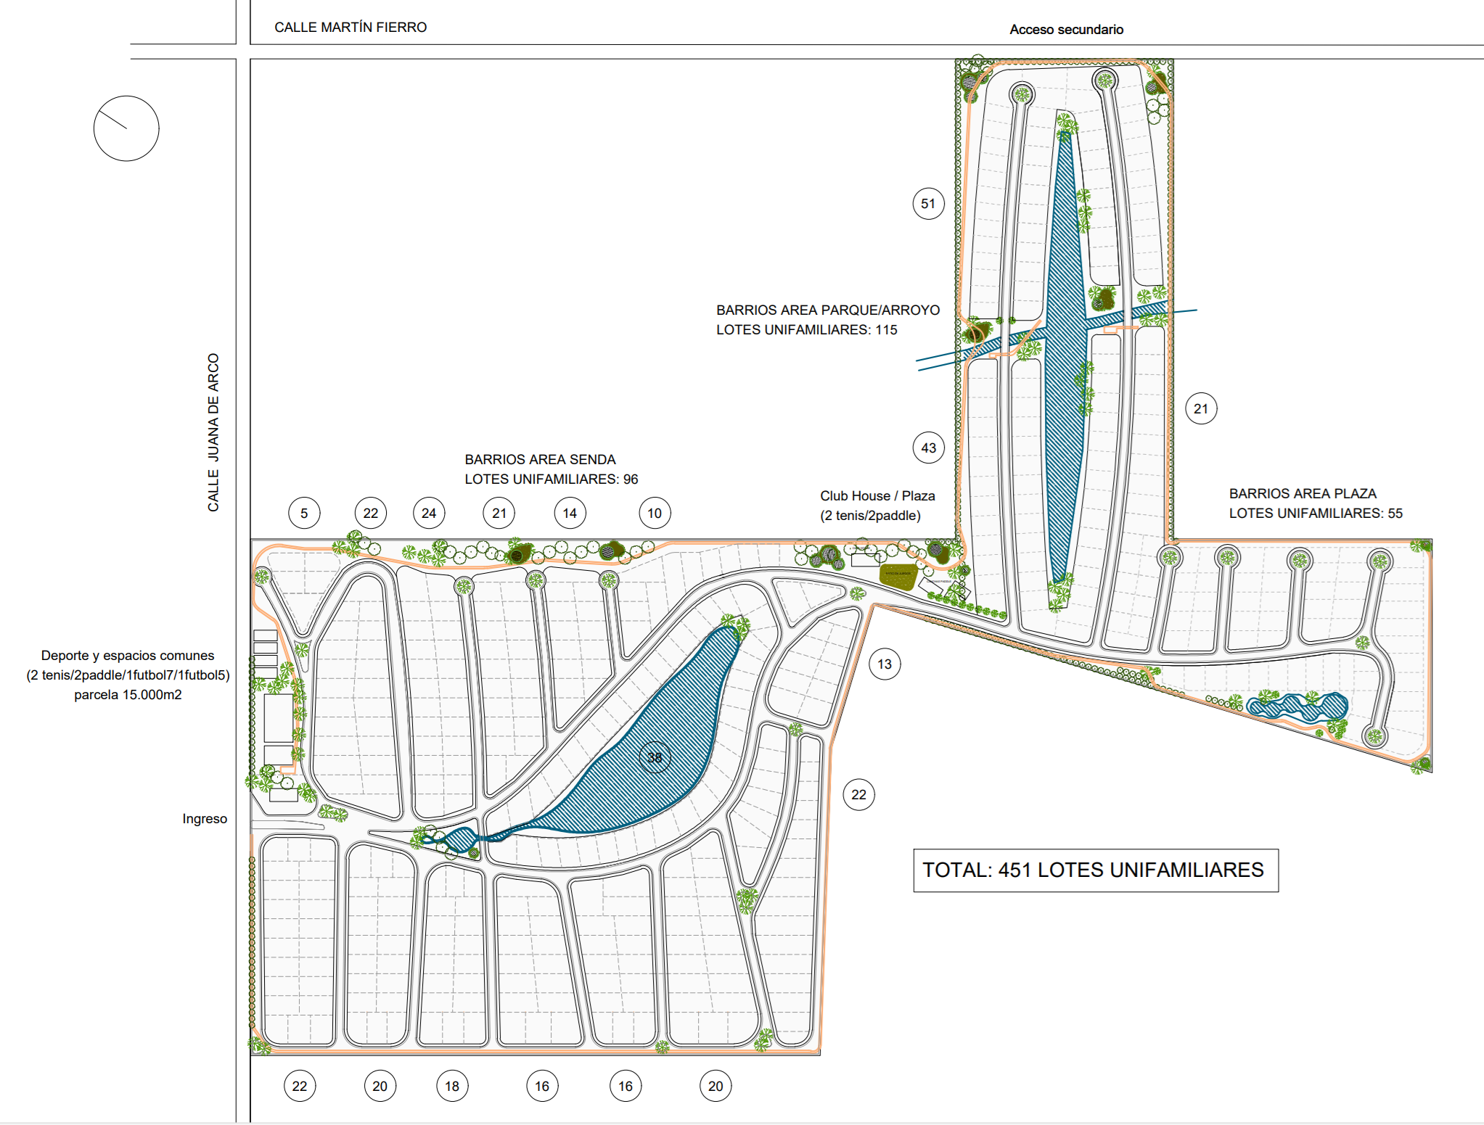 CALLE MARTÍN FIERRO
Acceso secundario
51
BARRIOS AREA PARQUE/ARROYO
LOTES UNIFAMILIARES: 115
CALLE JUANA DE ARCO
21
43
BARRIOS AREA SENDA
LOTES UNIFAMILIARES: 96
Club House / Plaza
(2 tenis/2paddle)
BARRIOS AREA PLAZA
LOTES UNIFAMILIARES: 55
5
22
24
21
14
10
Deporte y espacios comunes
(2 tenis/2paddle/1futbol7/1futbol5)
parcela 15.000m2
13
38
22
Ingreso
TOTAL: 451 LOTES UNIFAMILIARES
22
20
18
16
16
20